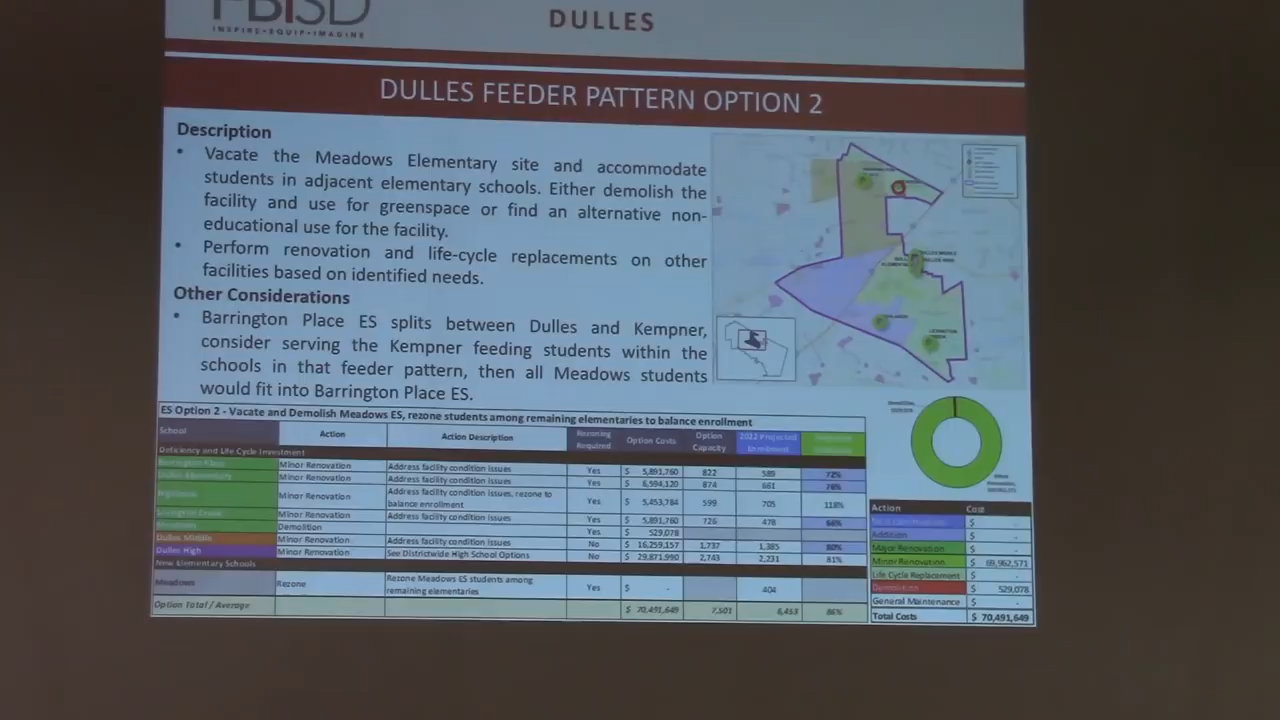 FBISD
INSPIRE•EQUIP•IMAGINE
DULLES
DULLES FEEDER PATTERN OPTION 2
Description
• Vacate the Meadows Elementary site and accommodate
students in adjacent elementary schools. Either demolish the
facility and use for greenspace or find an alternative non-
educational use for the facility.
• Perform renovation and life-cycle replacements on other
facilities based on identified needs.
Other Considerations
• Barrington Place ES splits between Dulles and Kempner,
consider serving the Kempner feeding students within the
schools in that feeder pattern, then all Meadows students
would fit into Barrington Place ES.
ES Option 2 - Vacate and Demolish Meadows ES, rezone students among remaining elementaries to balance enrollment
School Action Action Description Rezoning Required Option Costs Option Capacity 2022 Projected Enrollment
Deficiency and Life Cycle Investment
Barrington Place Minor Renovation Address facility condition issues Yes $ 5,891,760 822 589 72%
Dulles Elementary Minor Renovation Address facility condition issues Yes $ 6,594,120 874 661 76%
Highlands Minor Renovation Address facility condition issues, rezone to balance enrollment Yes $ 5,453,784 599 705 118%
Lexington Creek Minor Renovation Address facility condition issues Yes $ 5,891,760 726 478 66%
Meadows Demolition Yes $ 529,078
Dulles Middle Minor Renovation Address facility condition issues No $ 16,259,157 1,737 1,385 80%
Dulles High Minor Renovation See Districtwide High School Options No $ 29,871,990 2,743 2,231 81%
New Elementary Schools
Meadows Rezone Rezone Meadows ES students among remaining elementaries Yes $ - 404
Option Total / Average $ 70,491,649 7,501 6,453 86%
Action Cost
$ -
Addition $ -
Major Renovation $ -
Minor Renovation $ 69,962,571
Life Cycle Replacement $ -
Demolition $ 529,078
General Maintenance $ -
Total Costs $ 70,491,649